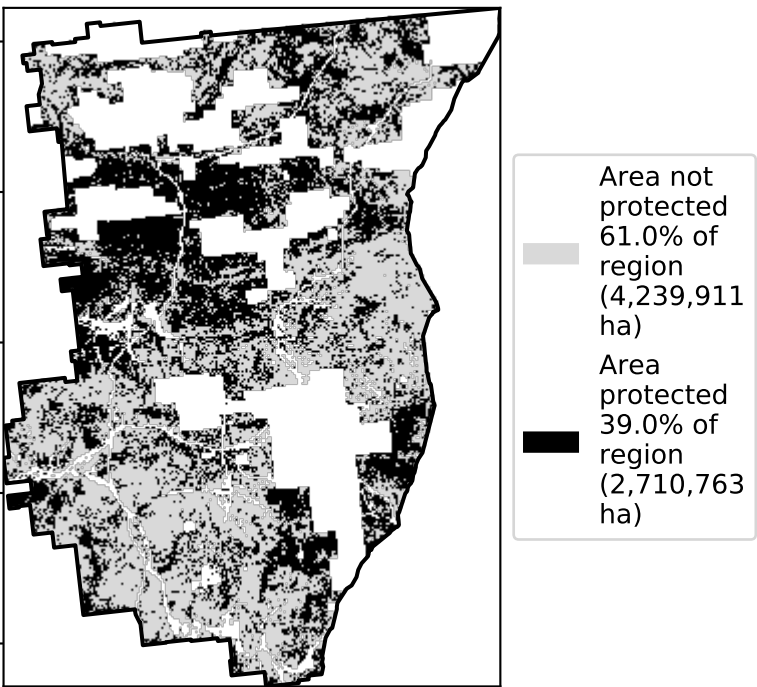 Area not
protected
61.0% of
region
(4,239,911
ha)
Area
protected
39.0% of
region
(2,710,763
ha)